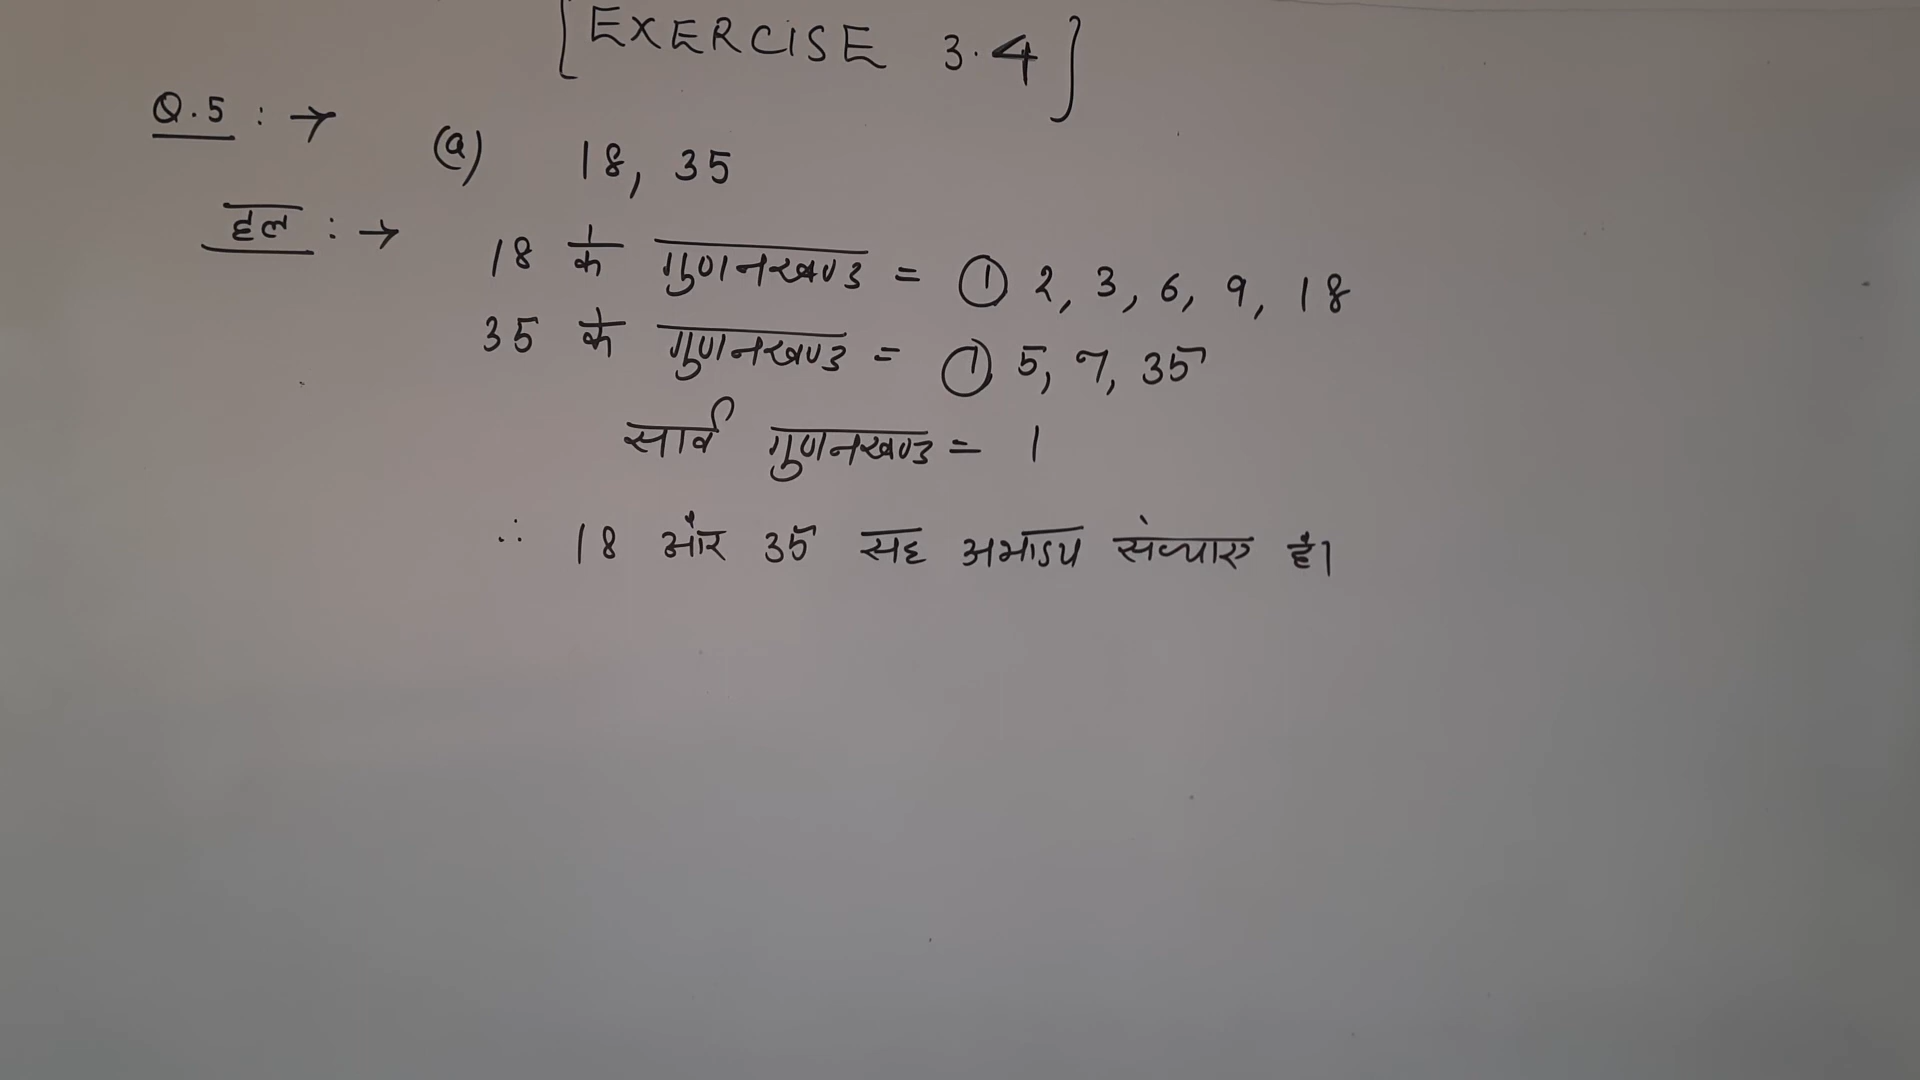 [EXERCISE 3.4]
Q.5 : →
(a) 18, 35
हल : →
18 के गुणनखण्ड = 1 2, 3, 6, 9, 18
35 के गुणनखण्ड = 1 5, 7, 35
सार्व गुणनखण्ड = 1
∴ 18 और 35 सह अभाज्य संख्याए है।